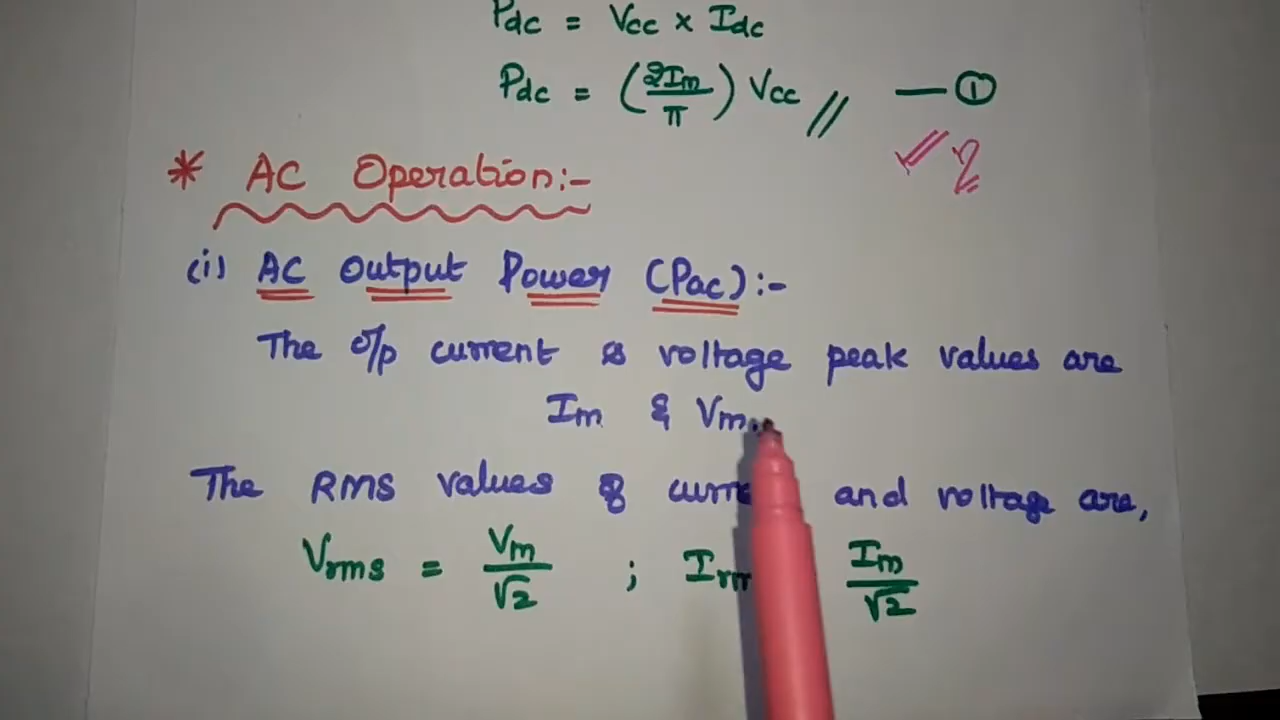 Pdc = Vcc × Idc
Pdc = (2Im/π) Vcc // — ①
* AC Operation:-
(i) AC Output Power (Pac):-
The o/p current & voltage peak values are
Im & Vm.
The RMS values of and voltage are,
Vrms = Vm/√2 ; Im/√2